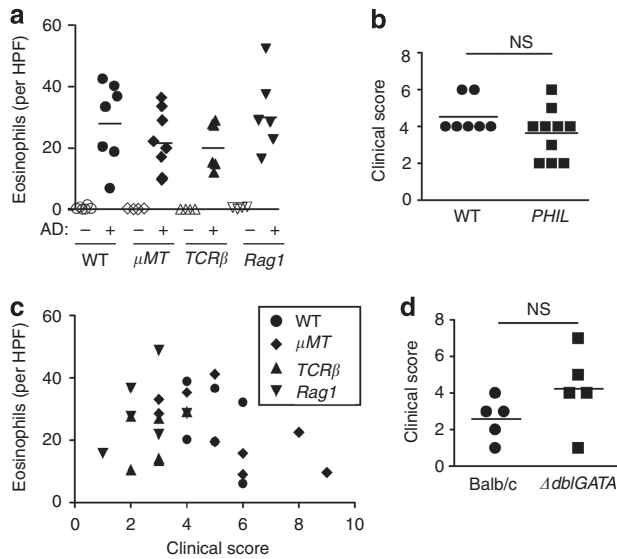 a
Eosinophils (per HPF)
60
40
20
0
AD: – + – + – + – +
WT μMT TCRβ Rag1
b
NS
Clinical score
8
6
4
2
0
WT PHIL
c
Eosinophils (per HPF)
60
40
20
0
0 2 4 6 8 10
Clinical score
WT
μMT
TCRβ
Rag1
d
NS
Clinical score
8
6
4
2
0
Balb/c ΔdblGATA